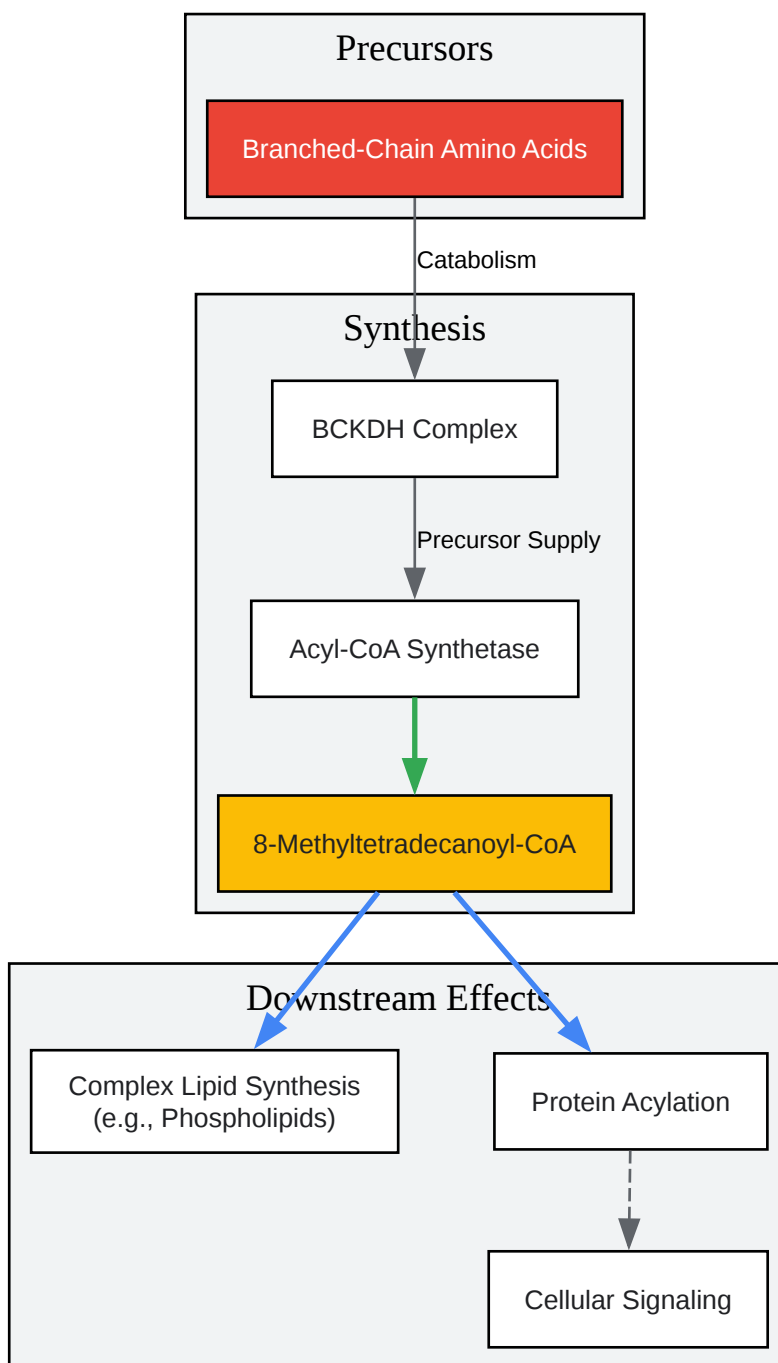 Precursors
Branched-Chain Amino Acids
Catabolism
Synthesis
BCKDH Complex
Precursor Supply
Acyl-CoA Synthetase
8-Methyltetradecanoyl-CoA
Downstream Effects
Complex Lipid Synthesis
(e.g., Phospholipids)
Protein Acylation
Cellular Signaling